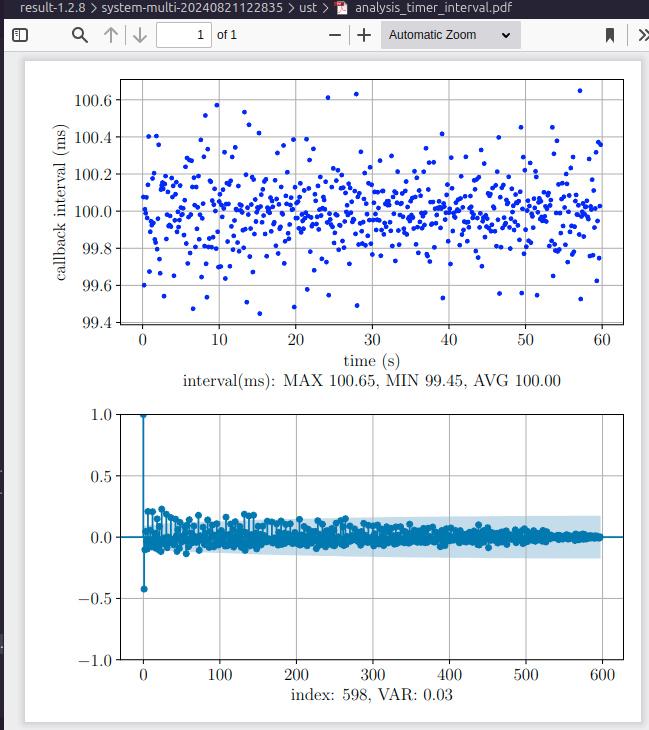 result-1.2.8 > system-multi-20240821122835 > ust > analysis_timer_interval.pdf
1 of 1 Automatic Zoom
100.6
100.4
100.2
100.0
99.8
99.6
99.4
callback interval (ms)
0 10 20 30 40 50 60
time (s)
interval(ms): MAX 100.65, MIN 99.45, AVG 100.00
1.0
0.5
0.0
−0.5
−1.0
0 100 200 300 400 500 600
index: 598, VAR: 0.03